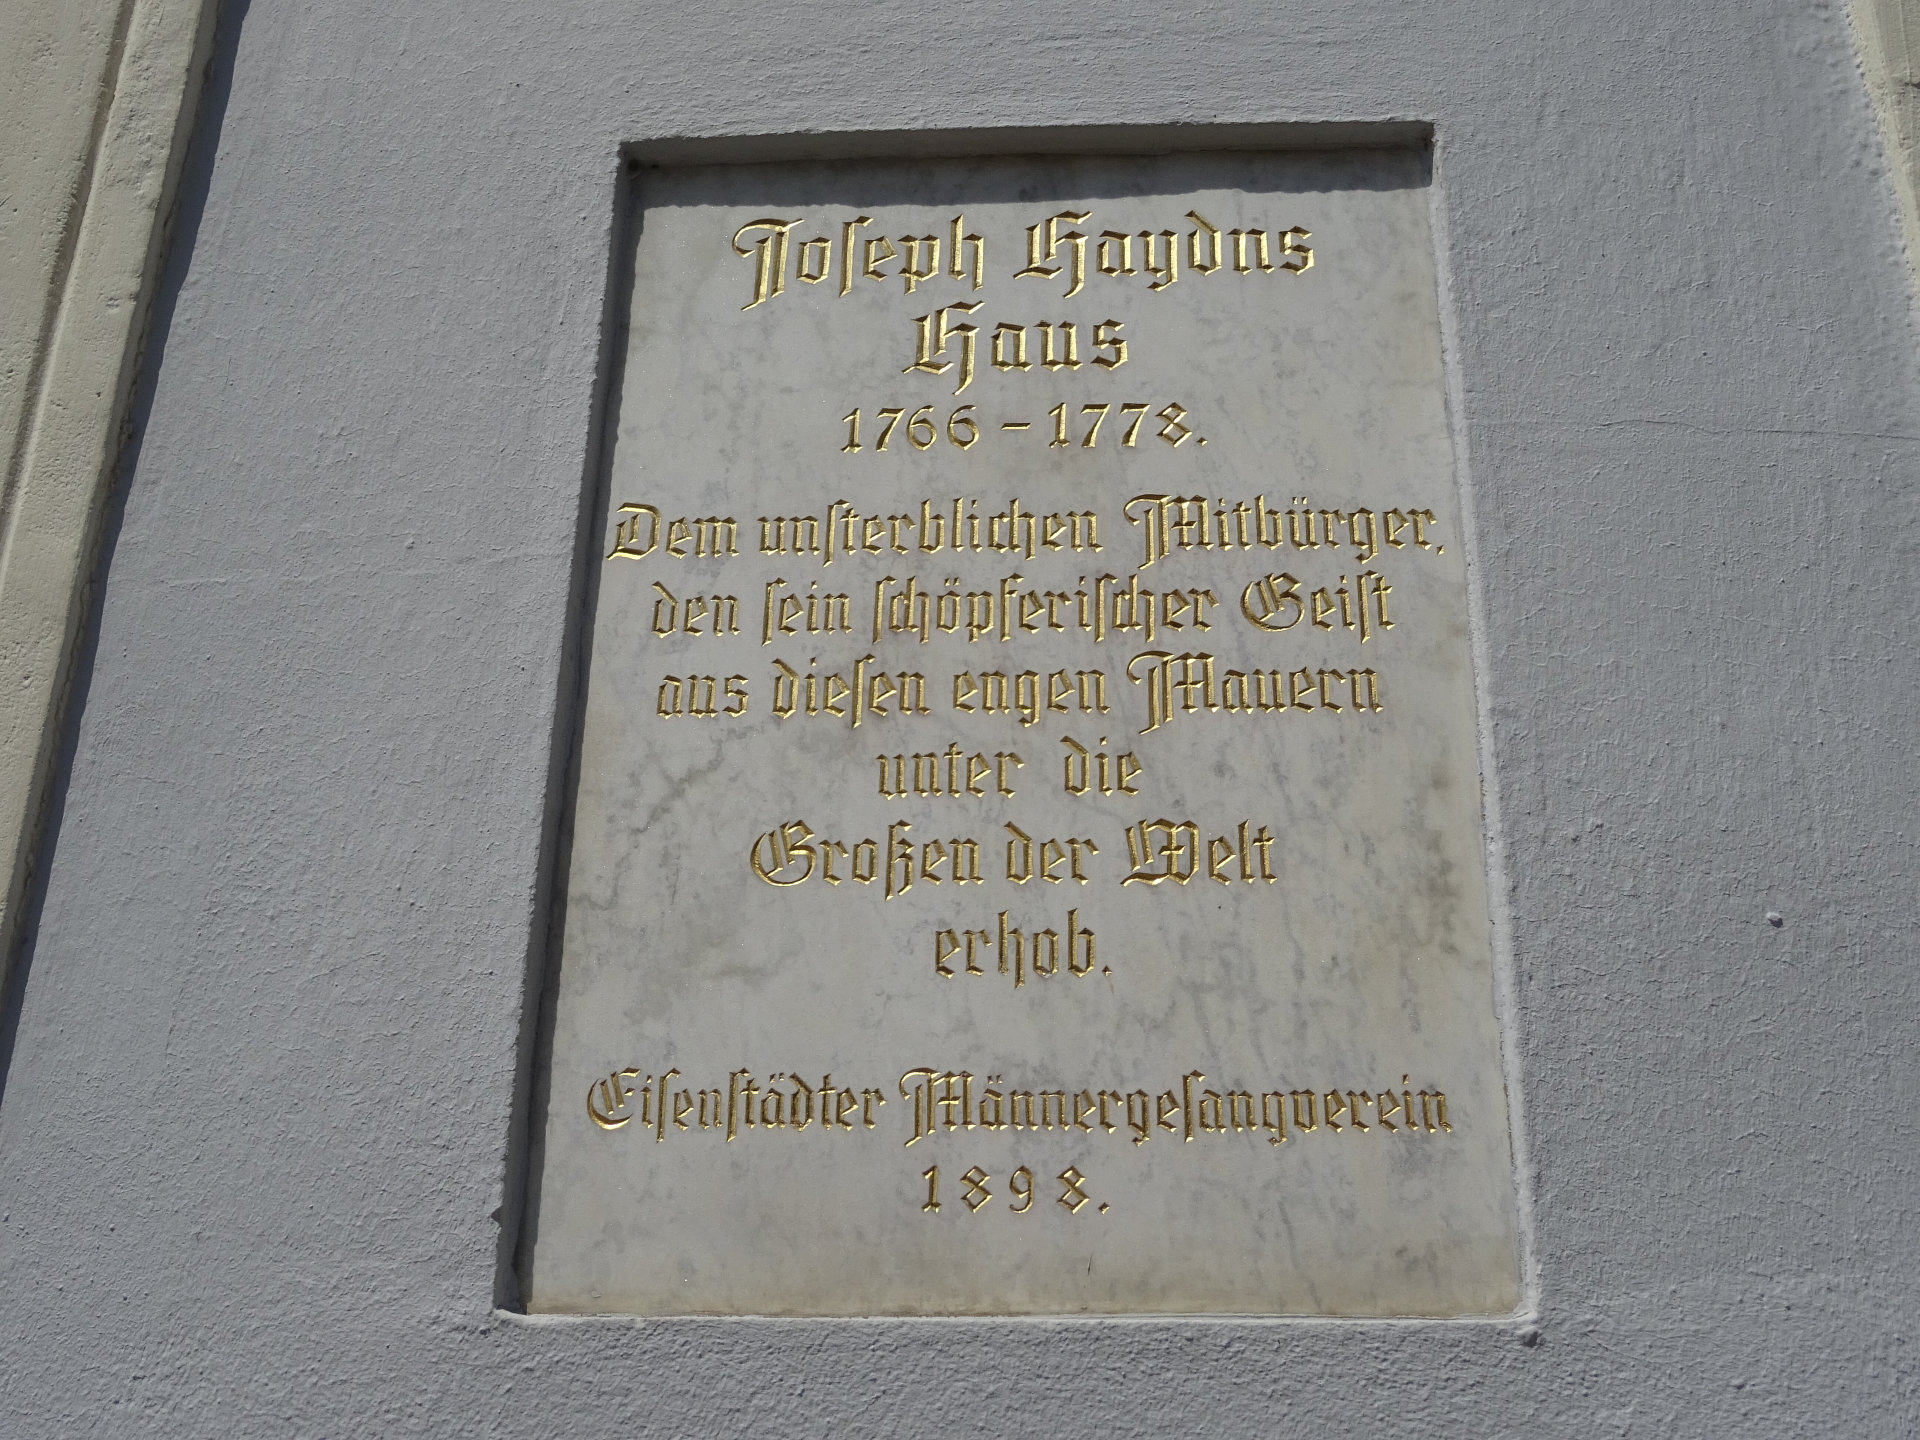 Joseph Haydns
Haus
1766 - 1778.
Dem unsterblichen Mitbürger,
den sein schöpferischer Geist
aus diesen engen Mauern
unter die
Großen der Welt
erhob.
Eisenstädter Männergesangverein
1898.